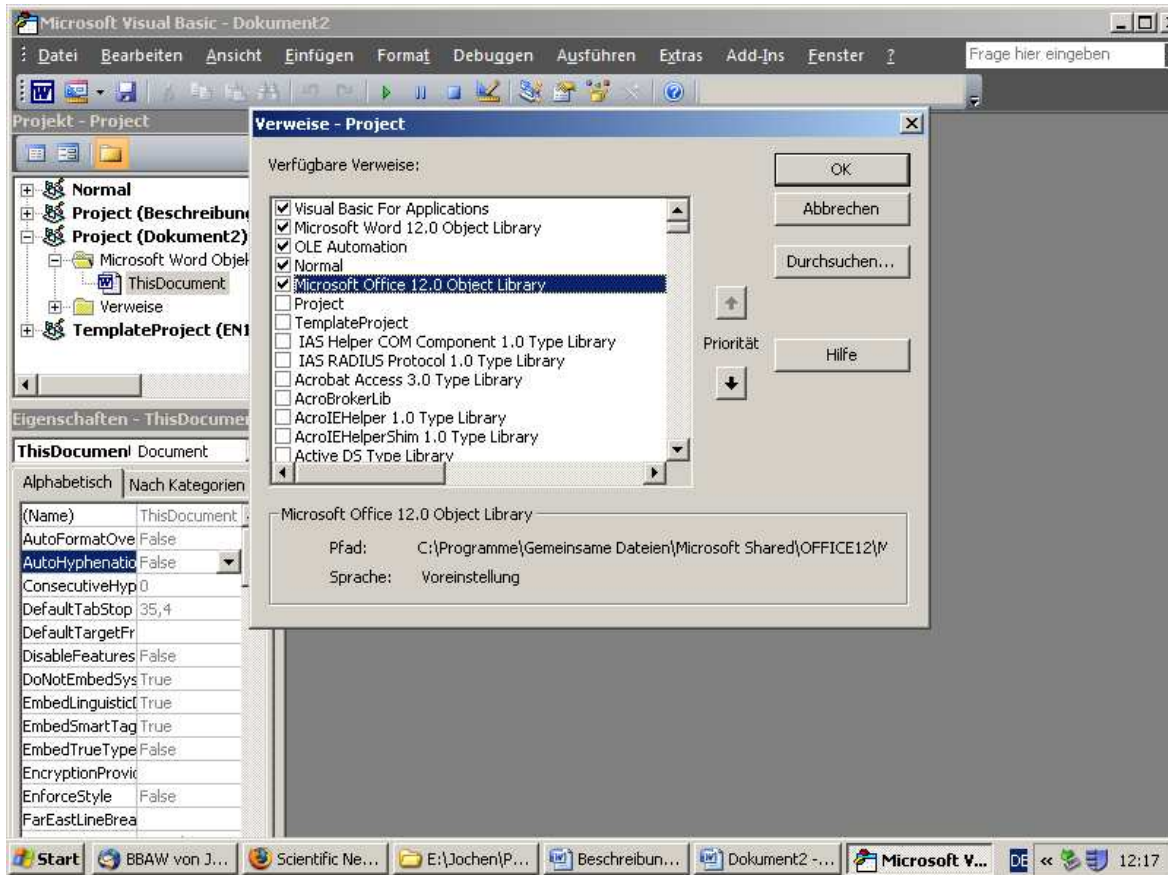 Microsoft Visual Basic - Dokument2
Datei Bearbeiten Ansicht Einfügen Format Debuggen Ausführen Extras Add-Ins Fenster ?
Frage hier eingeben
Projekt - Project
Normal
Project (Beschreibung
Project (Dokument2)
Microsoft Word Objek
ThisDocument
Verweise
TemplateProject (EN1
Eigenschaften - ThisDocumen
ThisDocument Document
Alphabetisch Nach Kategorien
(Name) ThisDocument
AutoFormatOve False
AutoHyphenatio False
ConsecutiveHyp 0
DefaultTabStop 35,4
DefaultTargetFr
DisableFeatures False
DoNotEmbedSys True
EmbedLinguisticD True
EmbedSmartTag True
EmbedTrueType False
EncryptionProvid
EnforceStyle False
FarEastLineBrea
Verweise - Project
Verfügbare Verweise:
Visual Basic For Applications
Microsoft Word 12.0 Object Library
OLE Automation
Normal
Microsoft Office 12.0 Object Library
Project
TemplateProject
IAS Helper COM Component 1.0 Type Library
IAS RADIUS Protocol 1.0 Type Library
Acrobat Access 3.0 Type Library
AcroBrokerLib
AcroIEHelper 1.0 Type Library
AcroIEHelperShim 1.0 Type Library
Active DS Type Library
OK
Abbrechen
Durchsuchen...
Priorität
Hilfe
Microsoft Office 12.0 Object Library
Pfad: C:\Programme\Gemeinsame Dateien\Microsoft Shared\OFFICE12\M
Sprache: Voreinstellung
Start BBAW von J... Scientific Ne... E:\Jochen\P... Beschreibun... Dokument2 -... Microsoft V... DE « 12:17